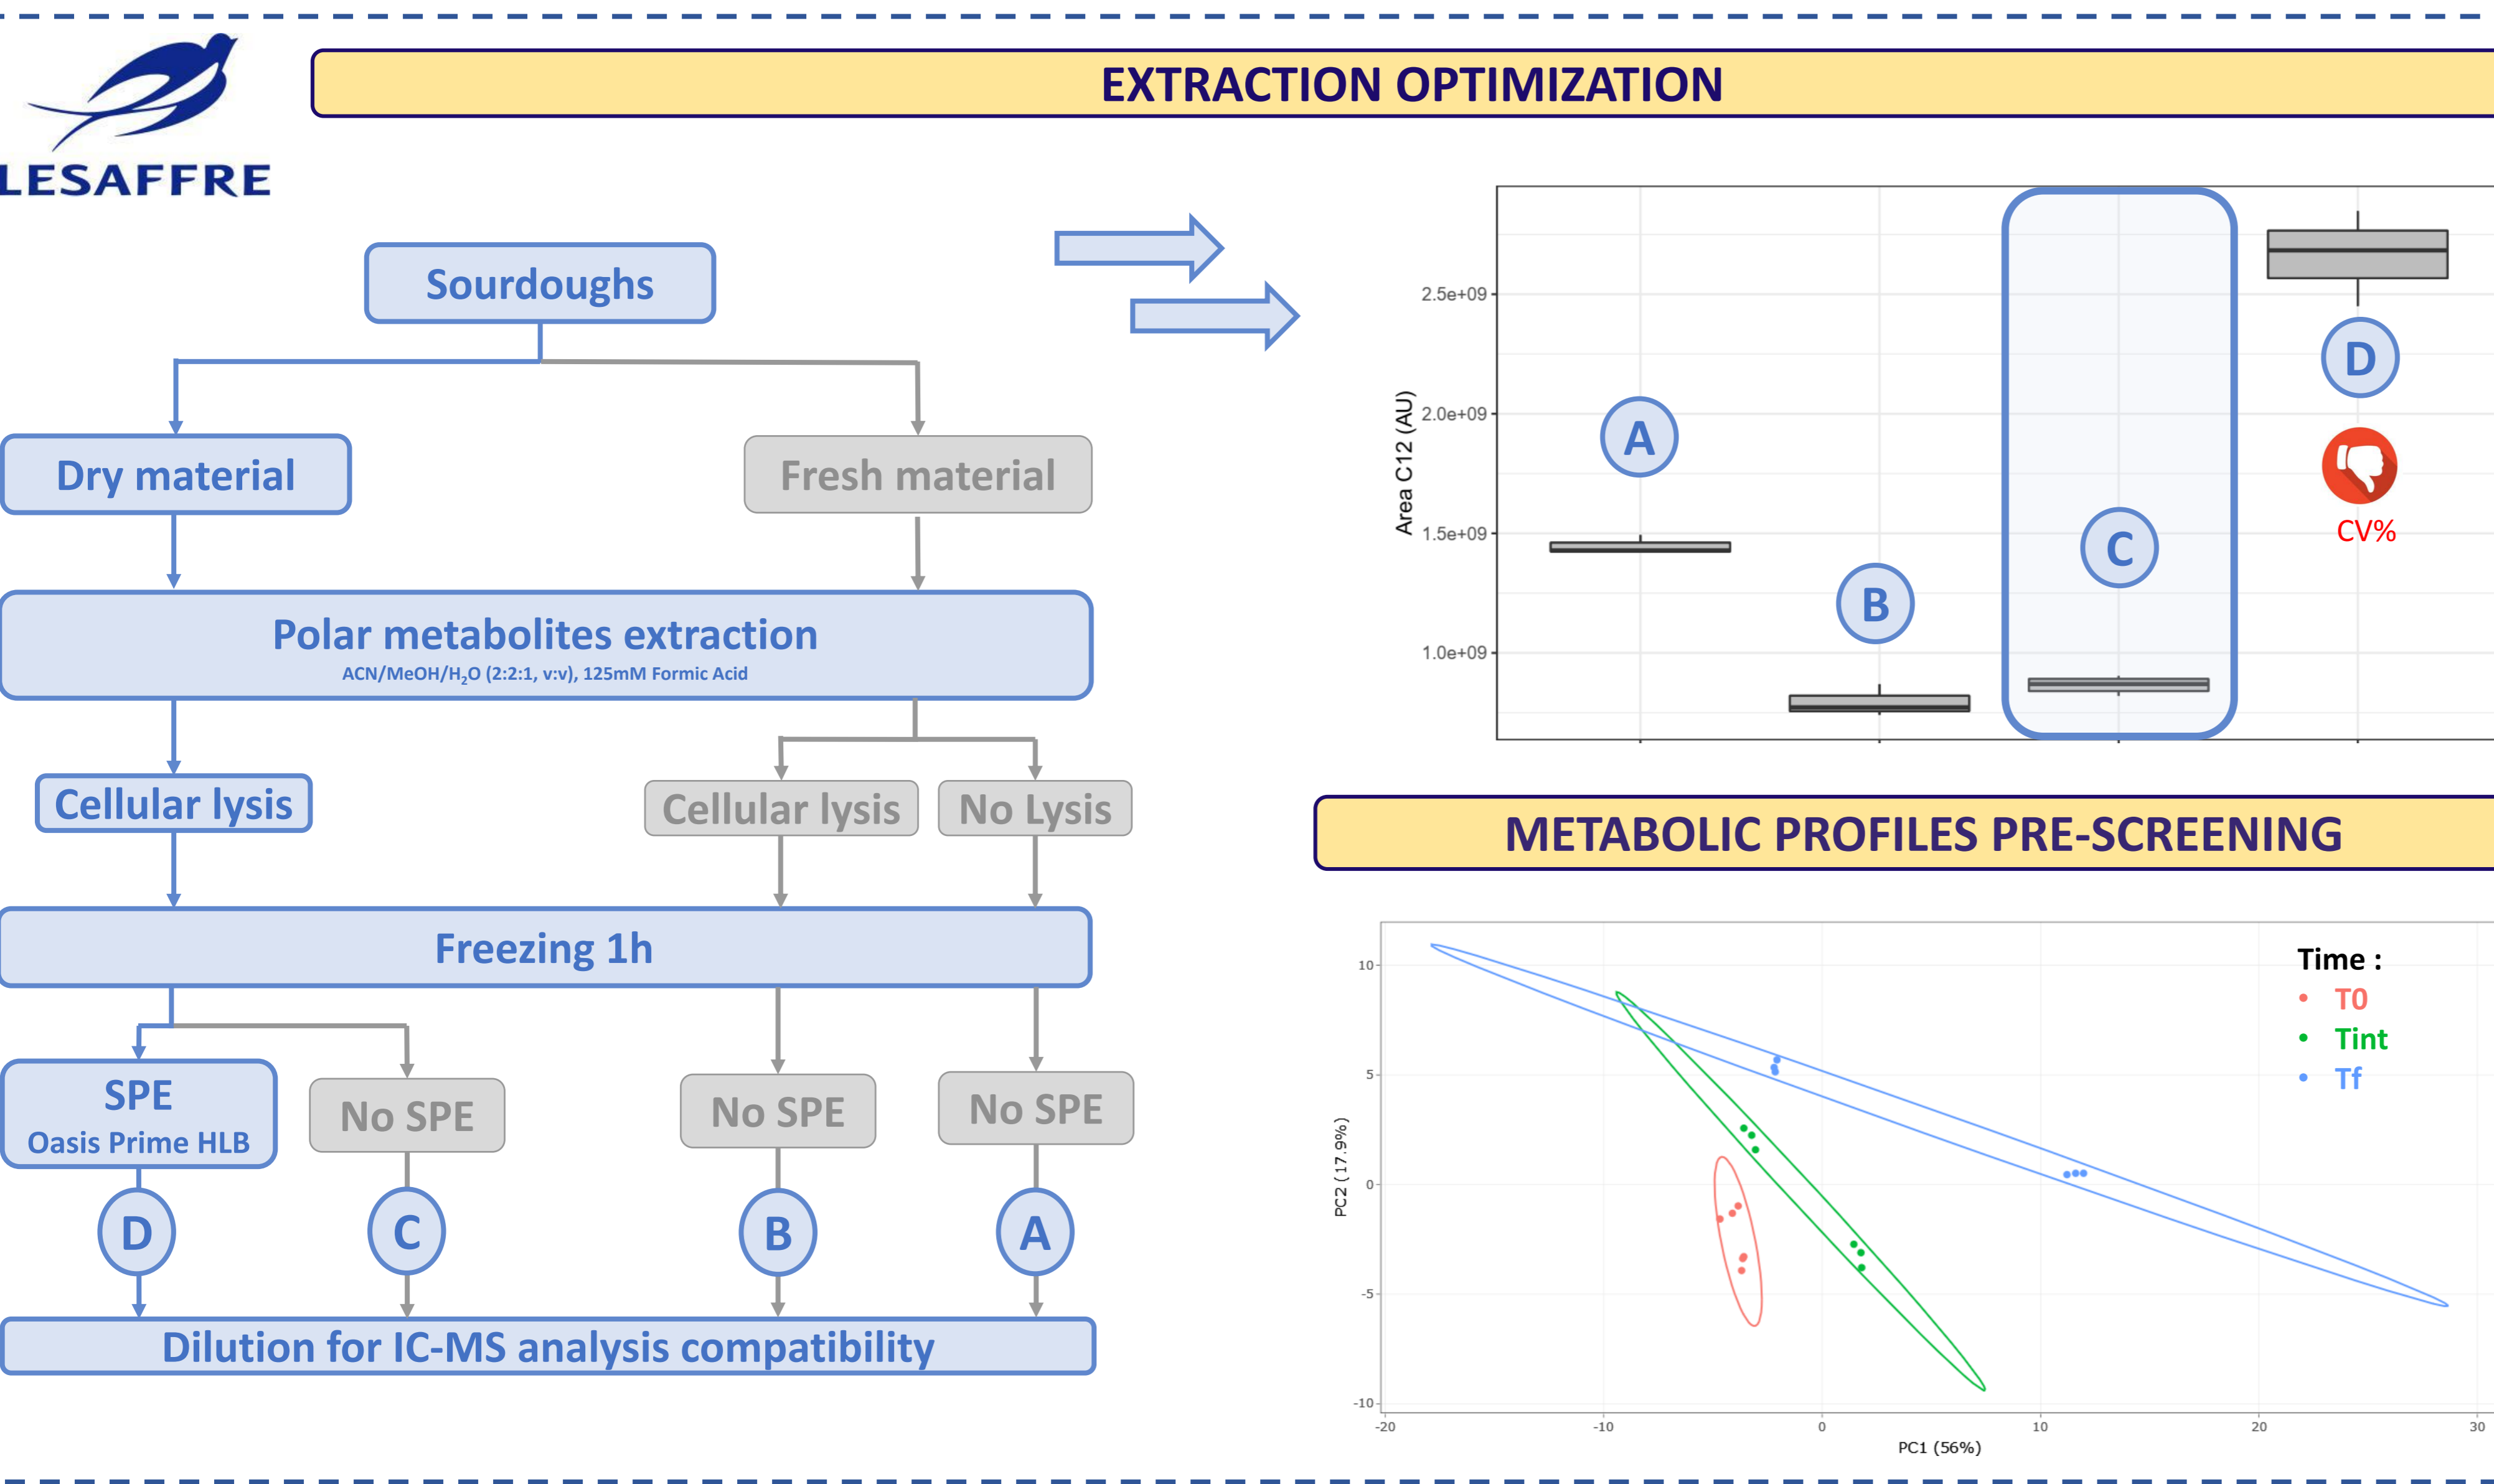 LESAFFRE
EXTRACTION OPTIMIZATION
Sourdoughs
Dry material
Fresh material
Polar metabolites extraction
ACN/MeOH/H₂O (2:2:1, v:v), 125mM Formic Acid
Cellular lysis
Cellular lysis
No Lysis
Freezing 1h
SPE
Oasis Prime HLB
No SPE
No SPE
No SPE
D
C
B
A
Dilution for IC-MS analysis compatibility
Area C12 (AU)
2.5e+09
2.0e+09
1.5e+09
1.0e+09
A
B
C
D
CV%
METABOLIC PROFILES PRE-SCREENING
PC2 (17.9%)
10
5
0
-5
-10
-20
-10
0
10
20
30
PC1 (56%)
Time :
• T0
• Tint
• Tf